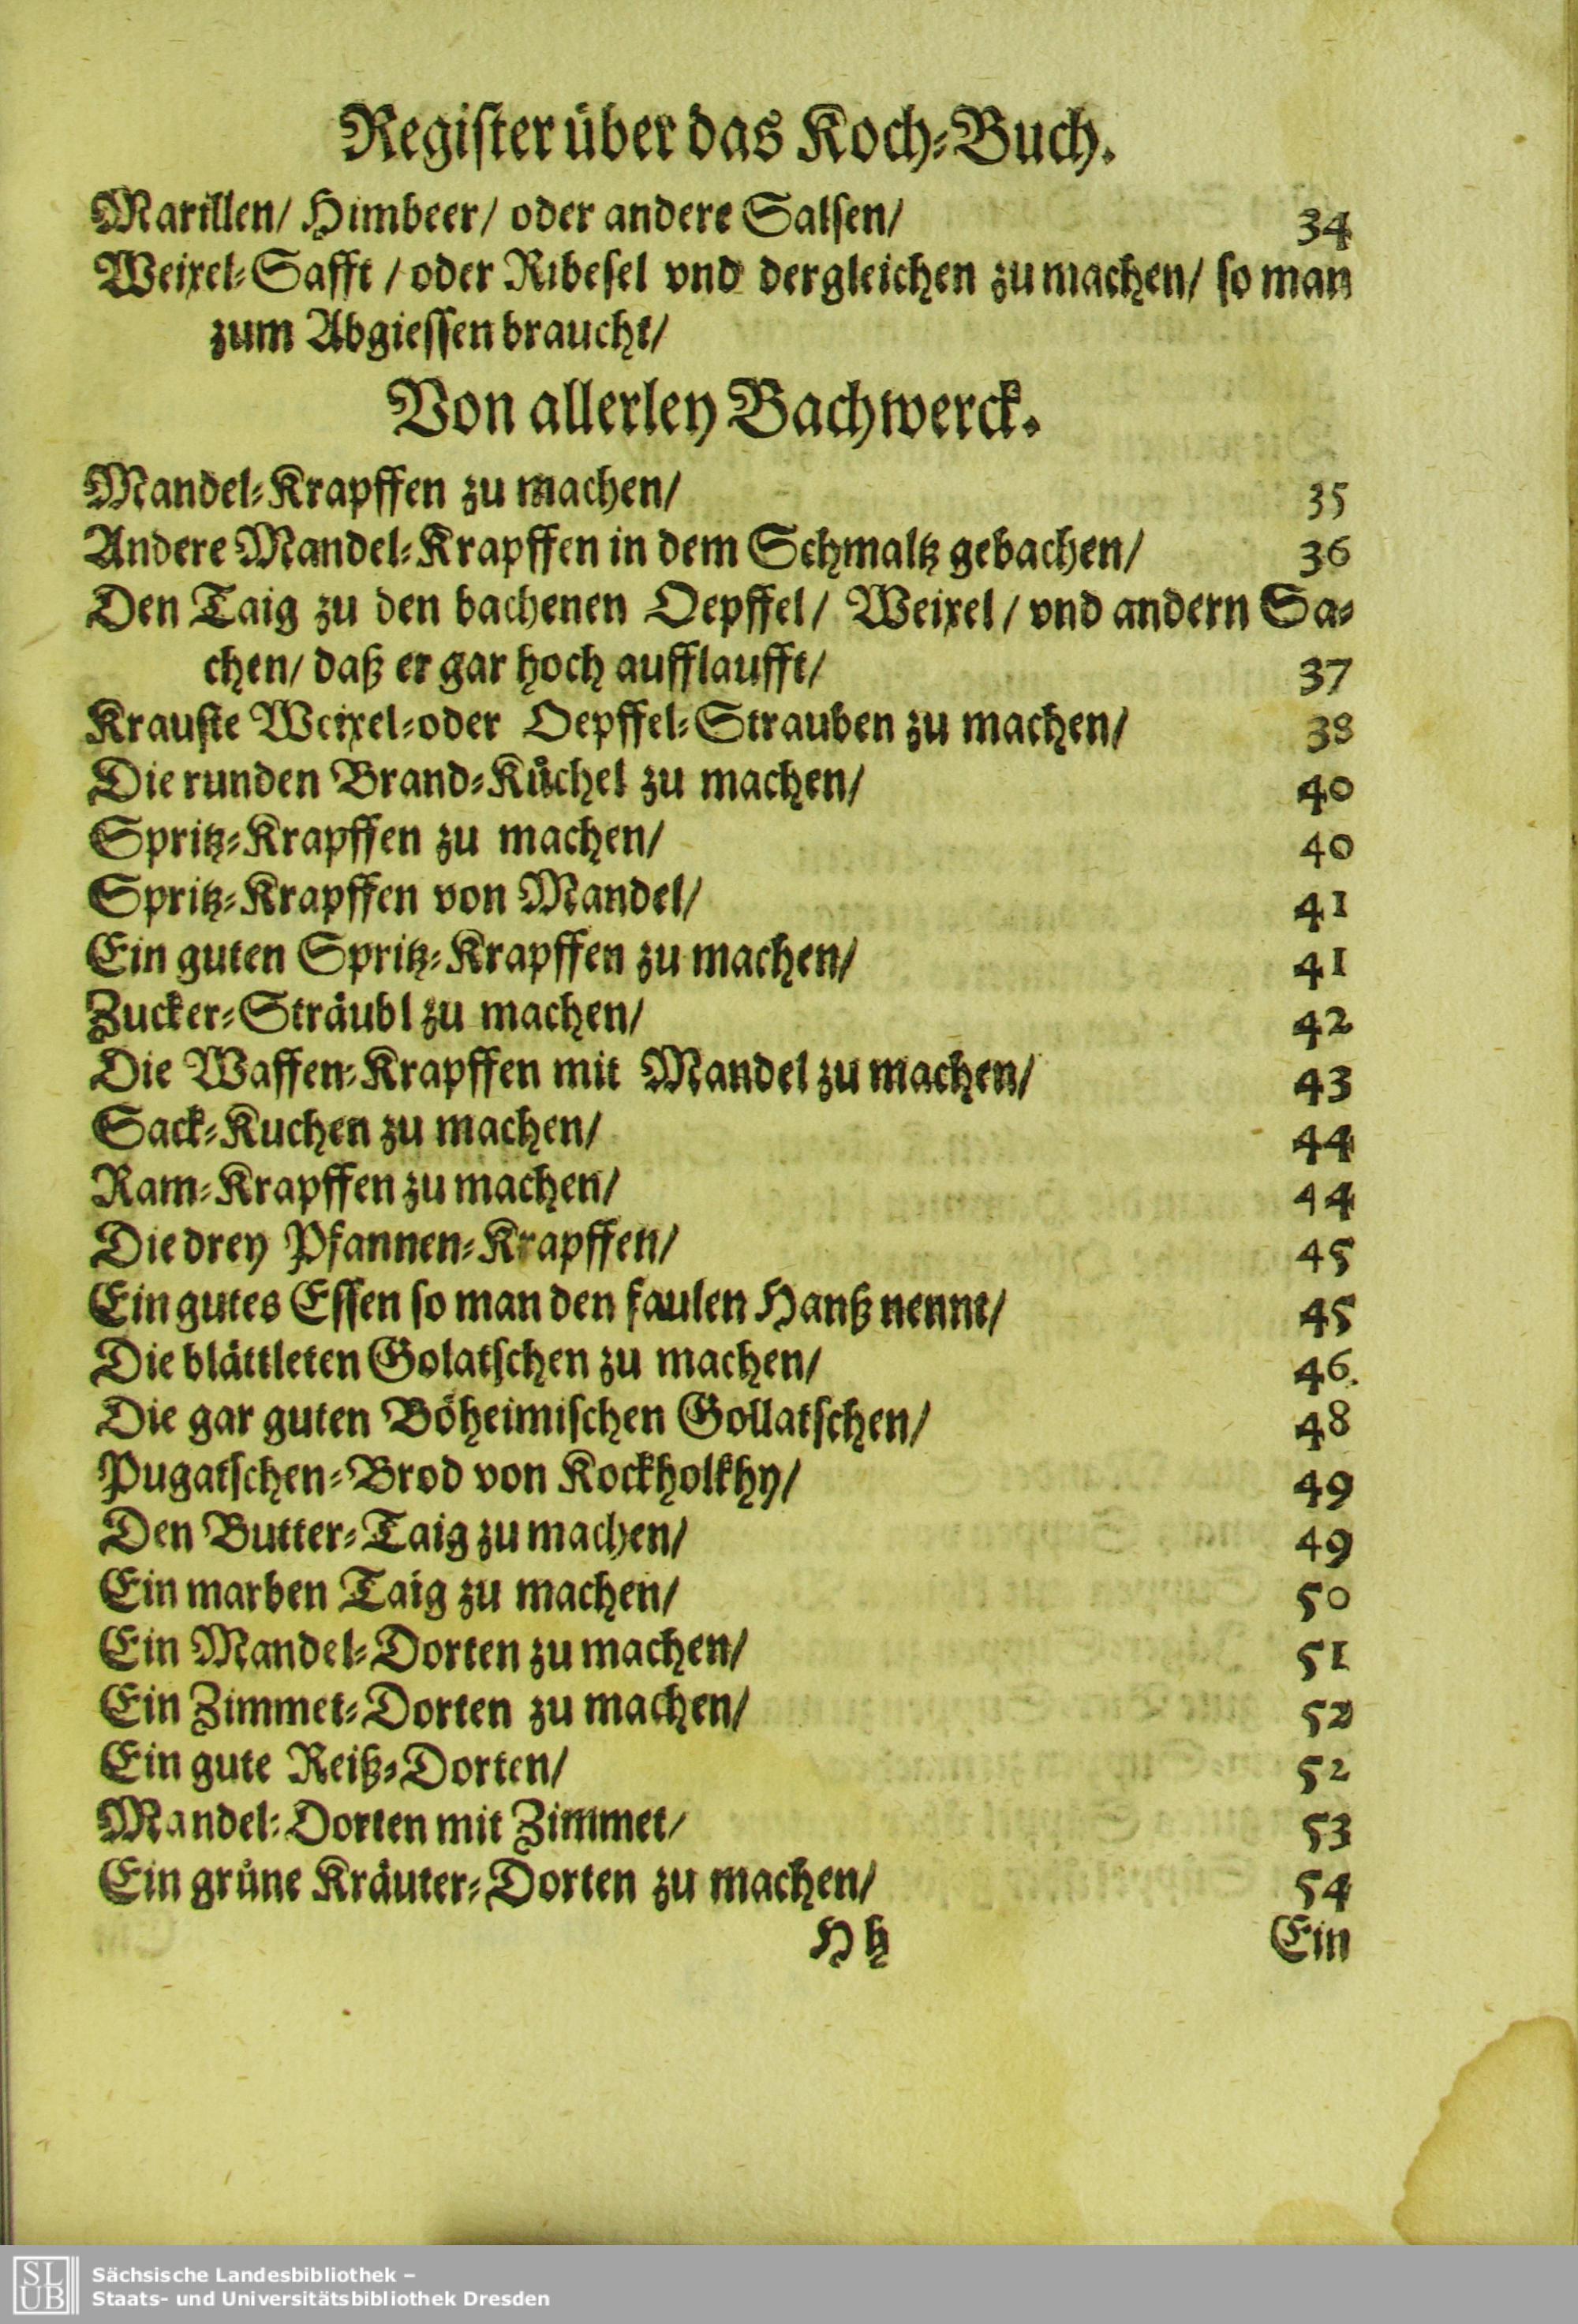 Register über das Koch-Buch.
Marillen/ Himbeer/ oder andere Salsen/ 34
Weixel-Safft / oder Ribesel vnd dergleichen zu machen/ so man
zum Abgiessen braucht/
Von allerley Bachwerck.
Mandel-Krapffen zu machen/ 35
Andere Mandel-Krapffen in dem Schmaltz gebachen/ 36
Den Taig zu den bachenen Oepffel/ Weixel/ vnd andern Sa-
chen/ daß er gar hoch aufflaufft/ 37
Krauste Weixel-oder Oepffel-Strauben zu machen/ 38
Die runden Brand-Küchel zu machen/ 40
Spritz-Krapffen zu machen/ 40
Spritz-Krapffen von Mandel/ 41
Ein guten Spritz-Krapffen zu machen/ 41
Zucker-Sträubl zu machen/ 42
Die Waffen-Krapffen mit Mandel zu machen/ 43
Sack-Kuchen zu machen/ 44
Ram-Krapffen zu machen/ 44
Die drey Pfannen-Krapffen/ 45
Ein gutes Essen so man den faulen Hanß nennt/ 45
Die blättleten Golatschen zu machen/ 46.
Die gar guten Böheimischen Gollatschen/ 48
Pugatschen-Brod von Kockholkhy/ 49
Den Butter-Taig zu machen/ 49
Ein marben Taig zu machen/ 50
Ein Mandel-Dorten zu machen/ 51
Ein Zimmet-Dorten zu machen/ 52
Ein gute Reiß-Dorten/ 52
Mandel-Dorten mit Zimmet/ 53
Ein grüne Kräuter-Dorten zu machen/ 54
H h Ein
SLUB
Sächsische Landesbibliothek –
Staats- und Universitätsbibliothek Dresden